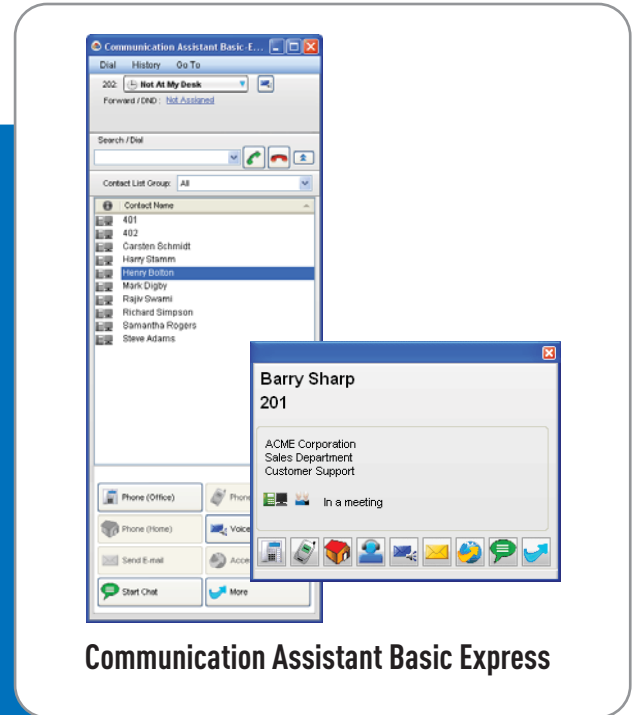 Communication Assistant Basic-E...
Dial History Go To
202: Not At My Desk
Forward / DND : Not Assigned
Search / Dial
Contact List Group: All
Contact Name
401
402
Carsten Schmidt
Harry Stamm
Henry Bolton
Mark Digby
Rajiv Swami
Richard Simpson
Samantha Rogers
Steve Adams
Phone (Office) Phone
Phone (Home) Voice
Send E-mail Acce
Start Chat More
Barry Sharp
201
ACME Corporation
Sales Department
Customer Support
In a meeting
Communication Assistant Basic Express